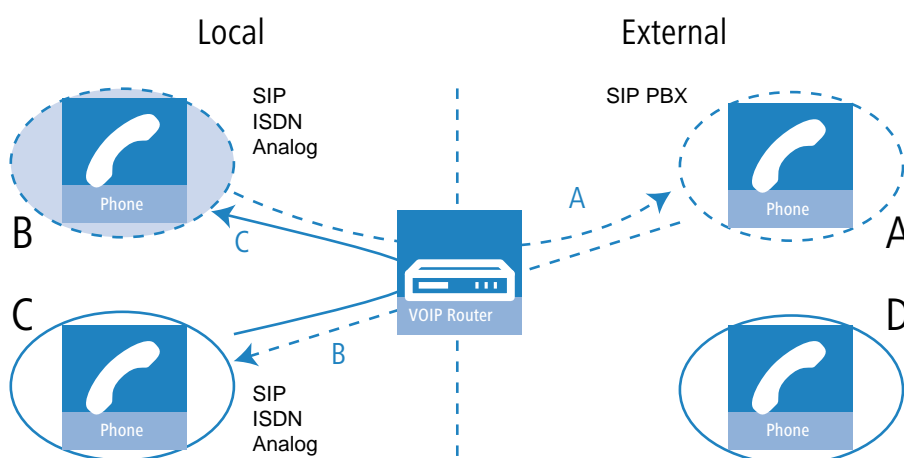 Local
External
SIP
ISDN
Analog
SIP PBX
Phone
Phone
A
B
C
A
C
VOIP Router
D
B
Phone
SIP
ISDN
Analog
Phone